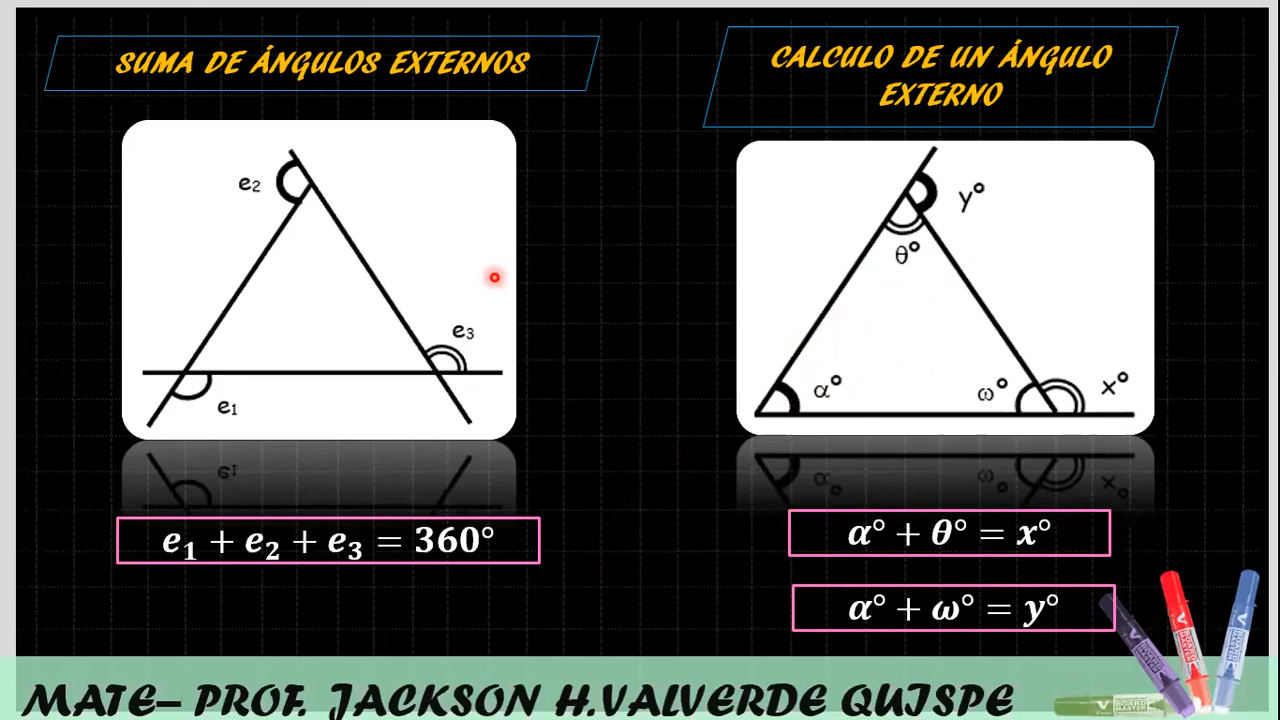 SUMA DE ÁNGULOS EXTERNOS
e₂
e₃
e₁
e₁ + e₂ + e₃ = 360°
CALCULO DE UN ÁNGULO
EXTERNO
y°
θ°
α°
ω°
x°
α° + θ° = x°
α° + ω° = y°
MATE– PROF. JACKSON H.VALVERDE QUISPE